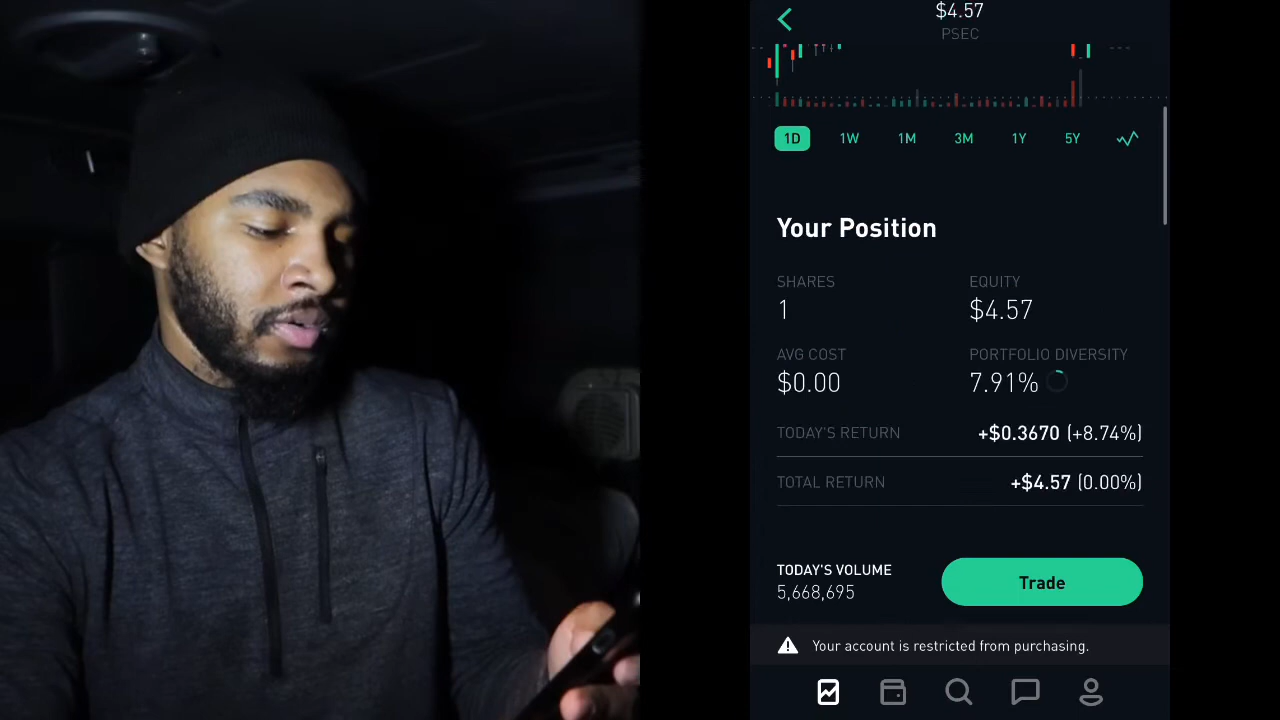 $4.57
PSEC
1D 1W 1M 3M 1Y 5Y
Your Position
SHARES EQUITY
1 $4.57
AVG COST PORTFOLIO DIVERSITY
$0.00 7.91%
TODAY'S RETURN +$0.3670 (+8.74%)
TOTAL RETURN +$4.57 (0.00%)
TODAY'S VOLUME
5,668,695
Trade
Your account is restricted from purchasing.